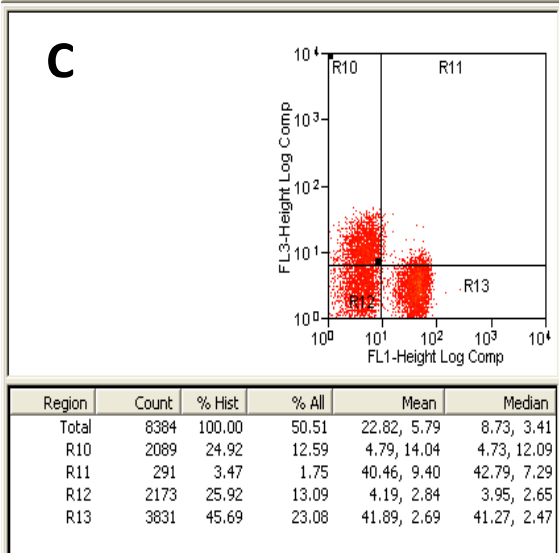 C
10⁴
R10 R11
10³
FL3-Height Log Comp
10²
10¹
R13
R12
10⁰
10⁰ 10¹ 10² 10³ 10⁴
FL1-Height Log Comp
Region Count % Hist % All Mean Median
Total 8384 100.00 50.51 22.82, 5.79 8.73, 3.41
R10 2089 24.92 12.59 4.79, 14.04 4.73, 12.09
R11 291 3.47 1.75 40.46, 9.40 42.79, 7.29
R12 2173 25.92 13.09 4.19, 2.84 3.95, 2.65
R13 3831 45.69 23.08 41.89, 2.69 41.27, 2.47